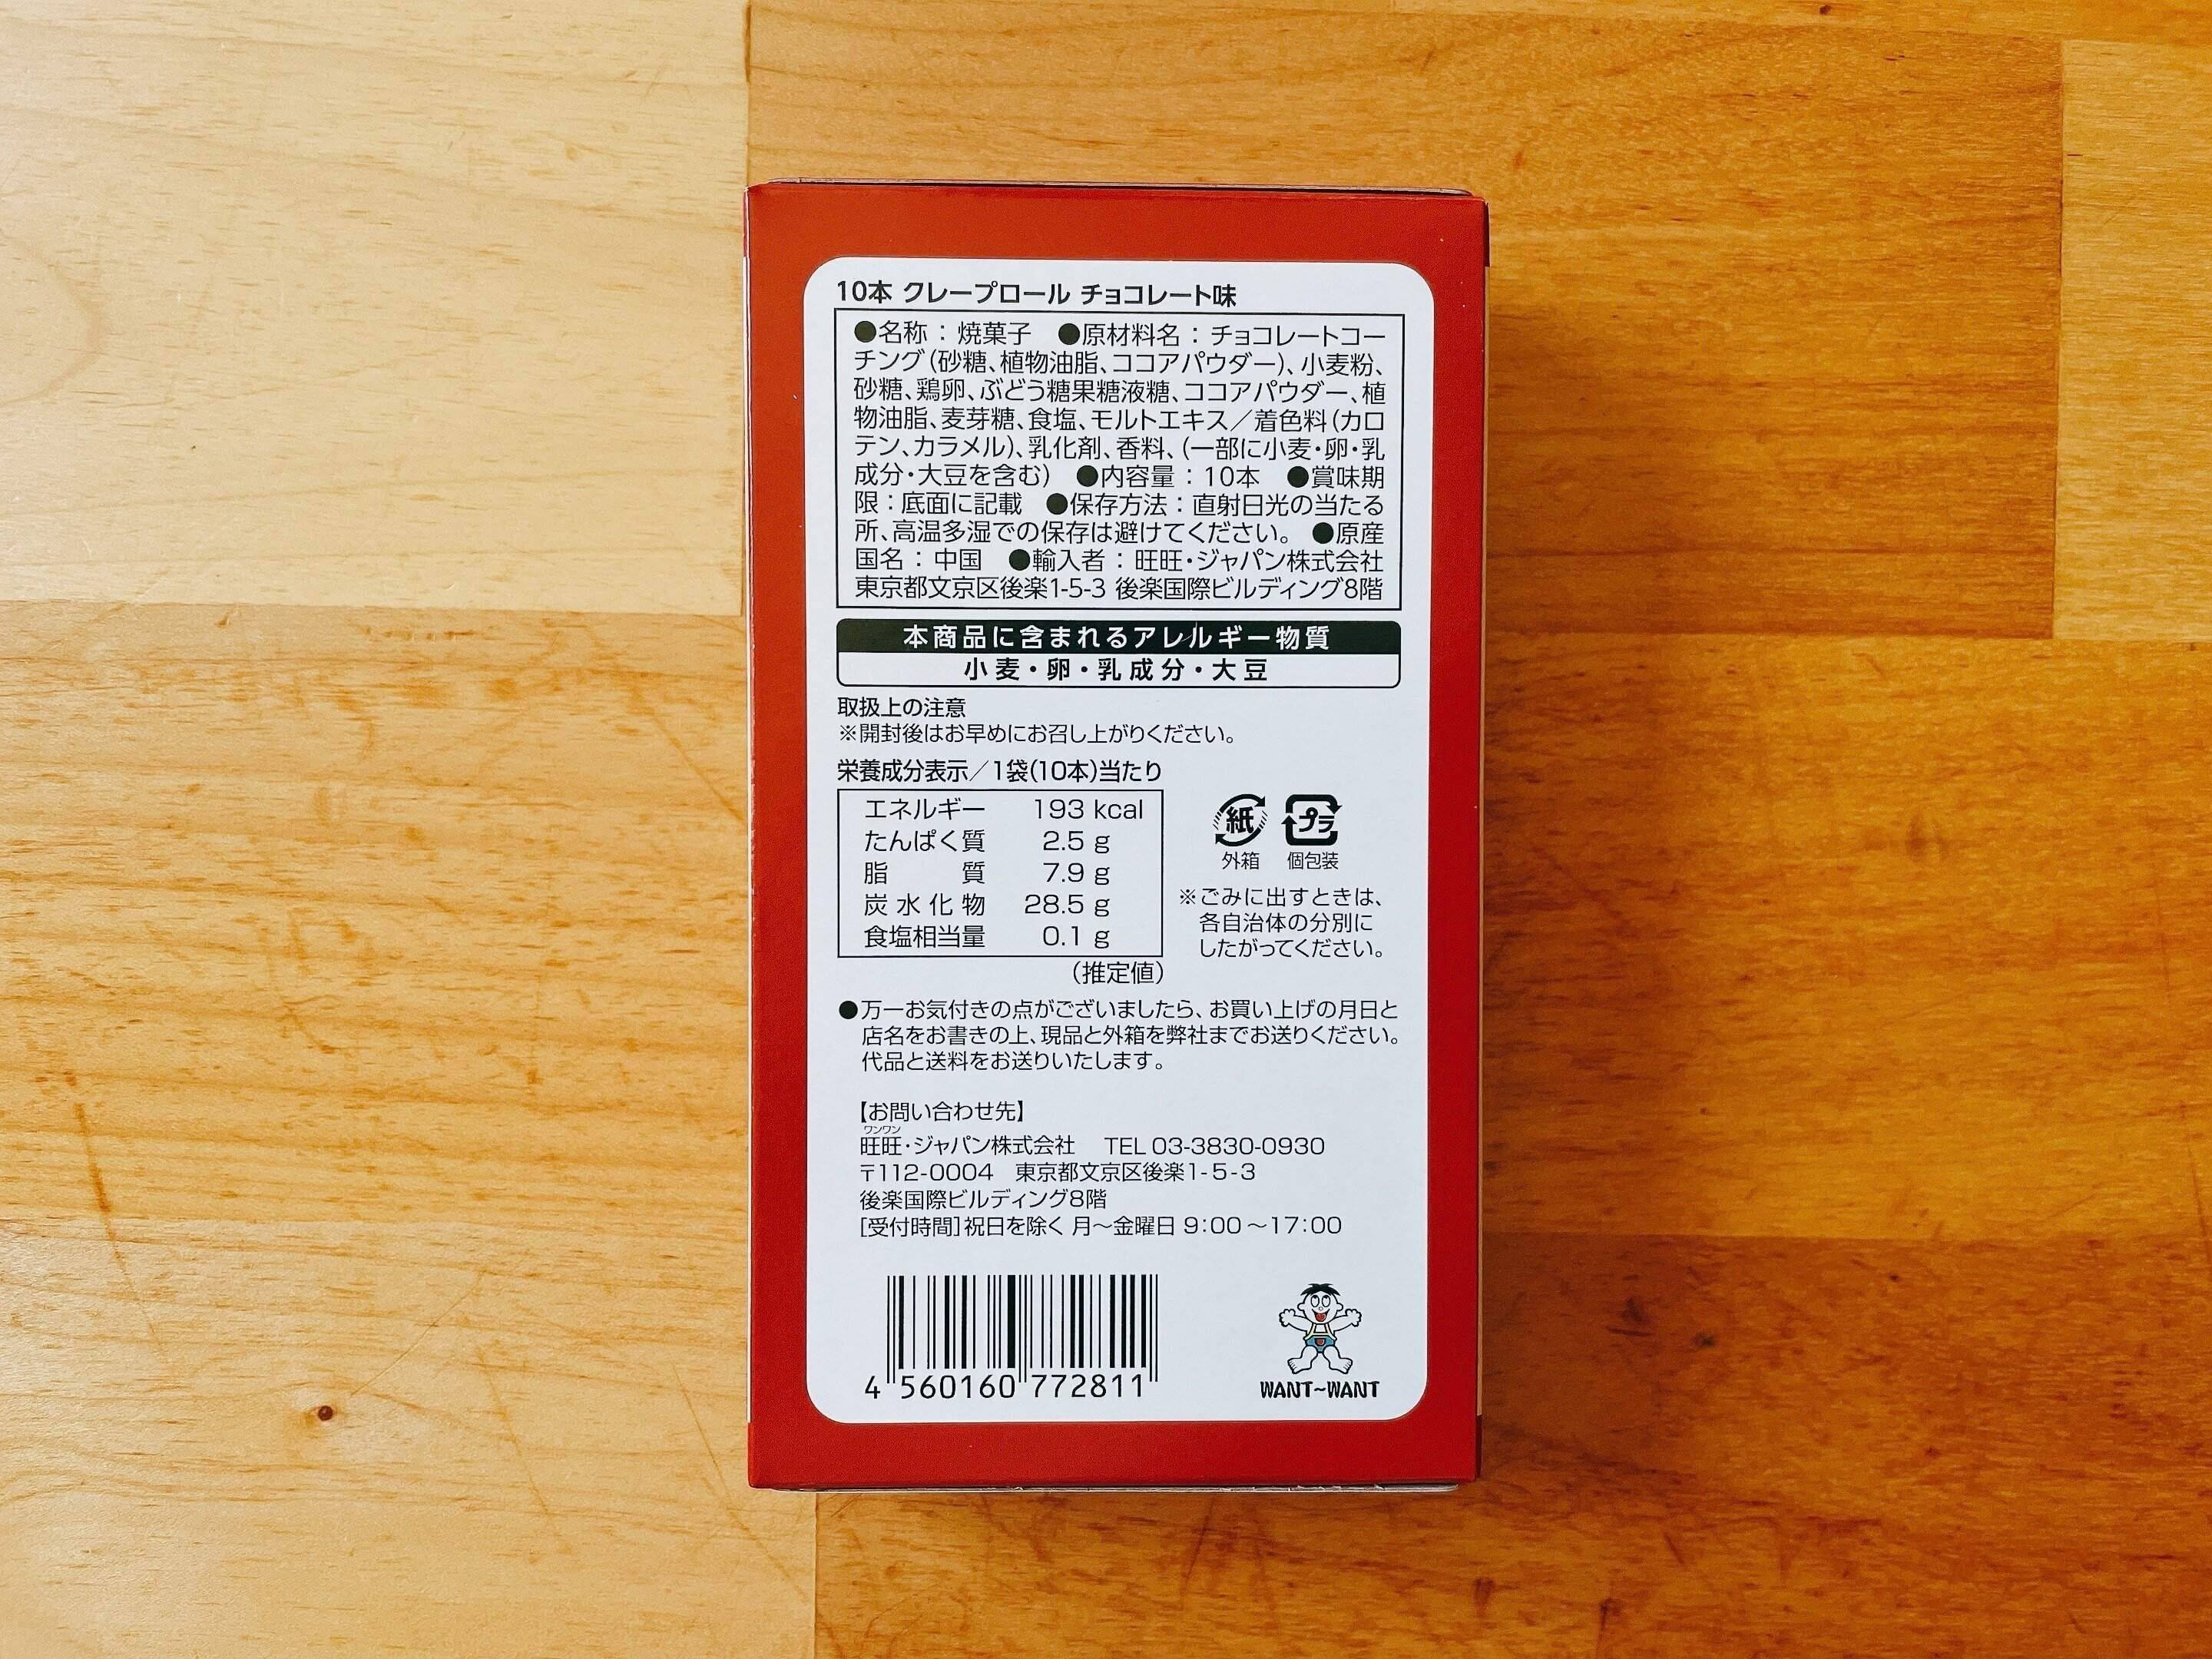 10本 クレープロール チョコレート味
●名称：焼菓子 ●原材料名：チョコレートコー
チング（砂糖、植物油脂、ココアパウダー）、小麦粉、
砂糖、鶏卵、ぶどう糖果糖液糖、ココアパウダー、植
物油脂、麦芽糖、食塩、モルトエキス／着色料（カロ
テン、カラメル）、乳化剤、香料、（一部に小麦・卵・乳
成分・大豆を含む） ●内容量：10本 ●賞味期
限：底面に記載 ●保存方法：直射日光の当たる
所、高温多湿での保存は避けてください。 ●原産
国名：中国 ●輸入者：旺旺・ジャパン株式会社
東京都文京区後楽1-5-3 後楽国際ビルディング8階
本商品に含まれるアレルギー物質
小麦・卵・乳成分・大豆
取扱上の注意
※開封後はお早めにお召し上がりください。
栄養成分表示／1袋(10本)当たり
エネルギー 193 kcal
たんぱく質 2.5 g
脂質 7.9 g
炭水化物 28.5 g
食塩相当量 0.1 g
（推定値）
紙 プラ
外箱 個包装
※ごみに出すときは、
各自治体の分別に
したがってください。
●万一お気付きの点がございましたら、お買い上げの月日と
店名をお書きの上、現品と外箱を弊社までお送りください。
代品と送料をお送りいたします。
【お問い合わせ先】
ワンワン
旺旺・ジャパン株式会社 TEL 03-3830-0930
〒112-0004 東京都文京区後楽1-5-3
後楽国際ビルディング8階
[受付時間]祝日を除く 月～金曜日 9:00～17:00
4 560160 772811
WANT~WANT